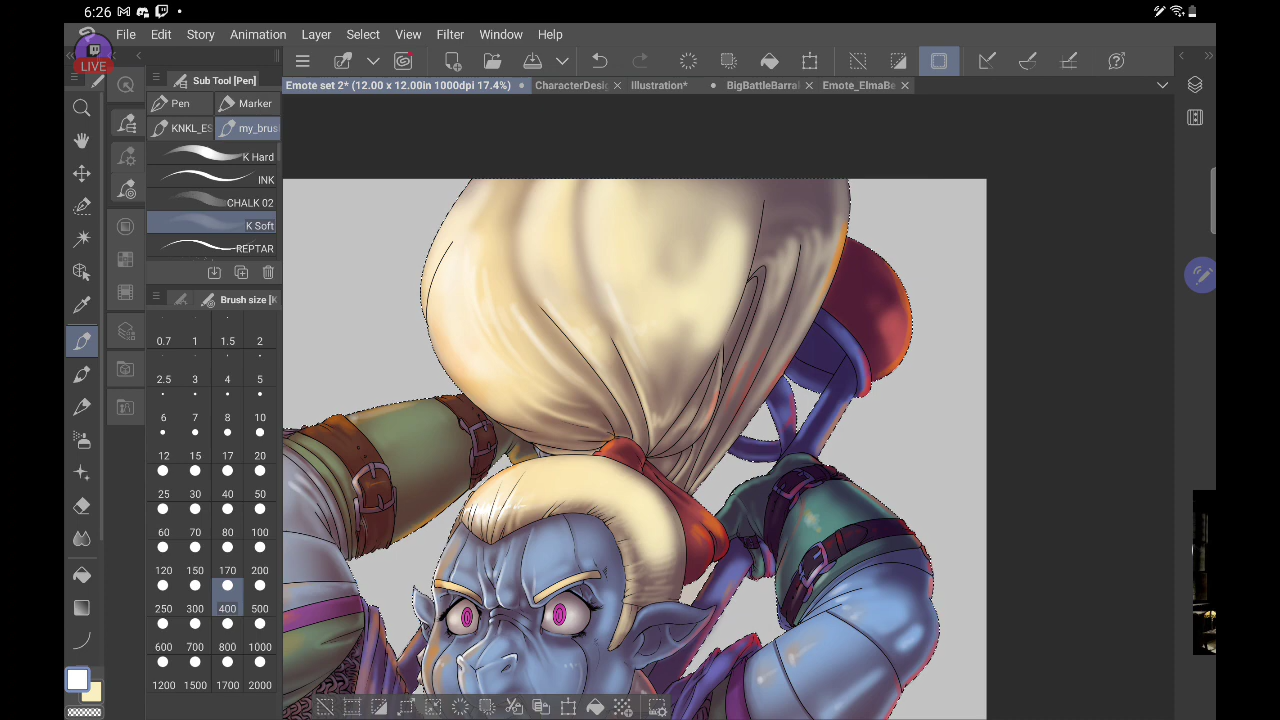 6:26
File Edit Story Animation Layer Select View Filter Window Help
LIVE
Sub Tool [Pen]
Emote set 2* (12.00 x 12.00in 1000dpi 17.4%) CharacterDesig Illustration* BigBattleBarral Emote_ElmaBe
Pen Marker
KNKL_ES my_brus
K Hard
INK
CHALK 02
K Soft
REPTAR
Brush size [K
0.7 1 1.5 2
2.5 3 4 5
6 7 8 10
12 15 17 20
25 30 40 50
60 70 80 100
120 150 170 200
250 300 400 500
600 700 800 1000
1200 1500 1700 2000